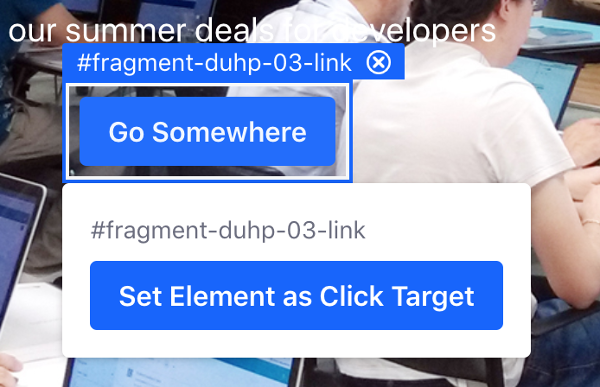 our summer deals for developers
#fragment-duhp-03-link
Go Somewhere
#fragment-duhp-03-link
Set Element as Click Target